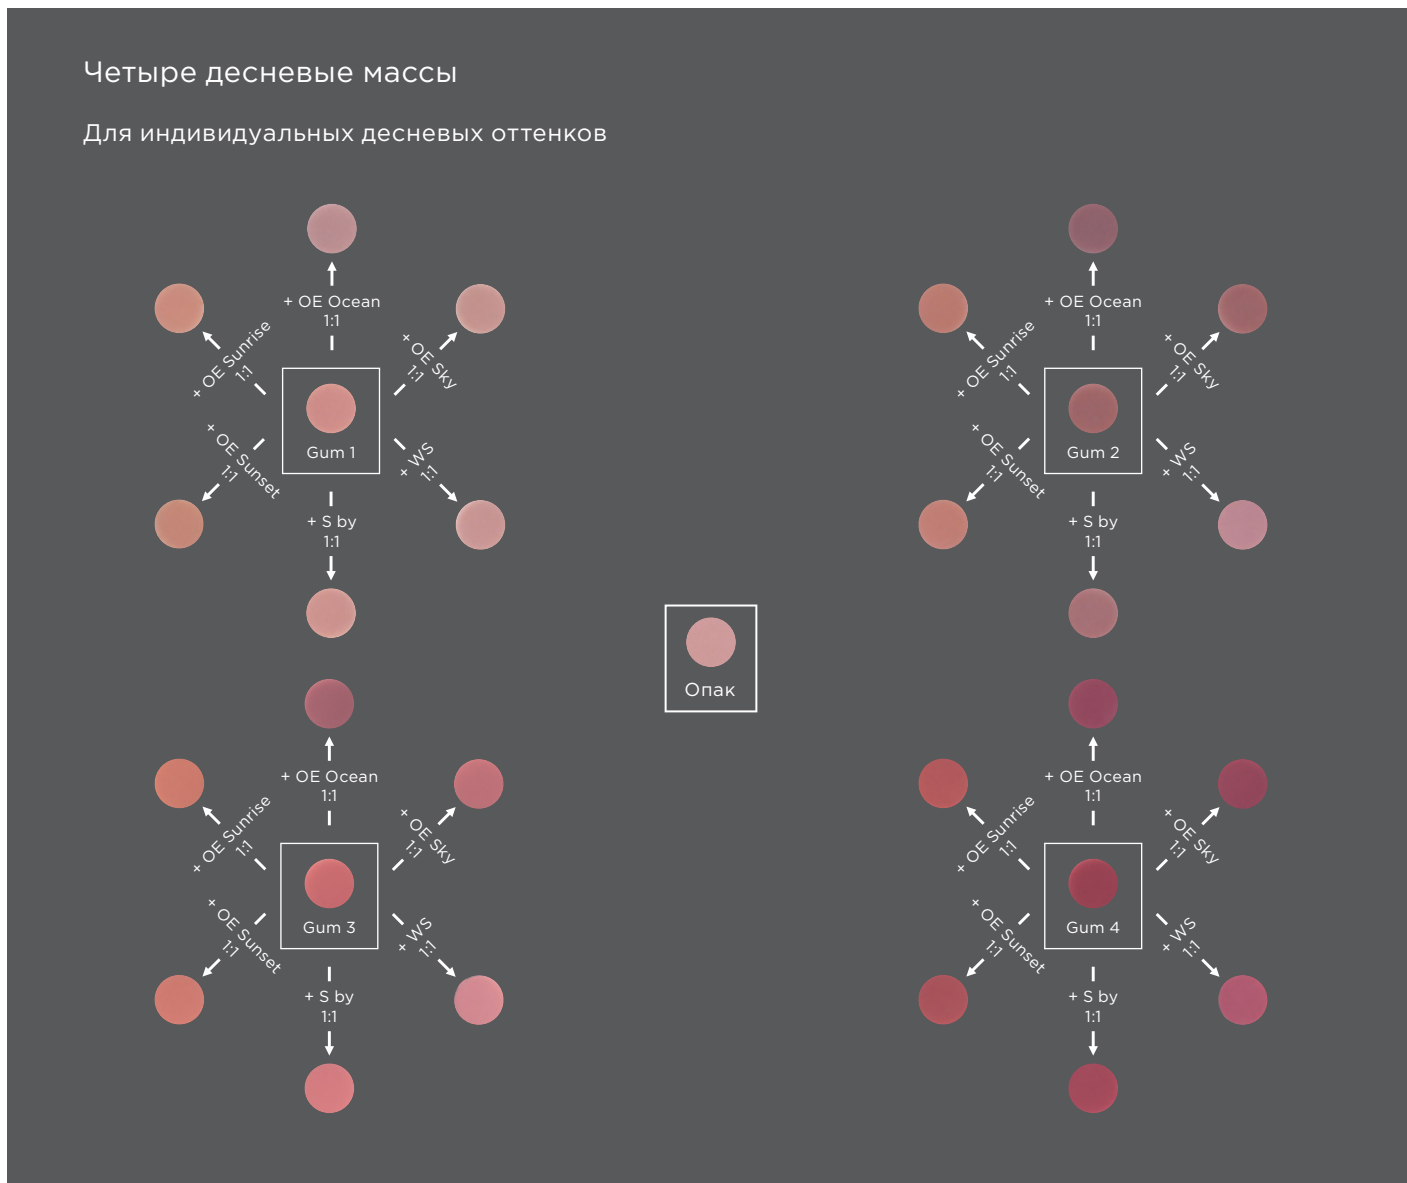 Четыре десневые массы
Для индивидуальных десневых оттенков
+ OE Ocean
1:1
+ OE Sunrise
1:1
+ OE Sky
1:1
Gum 1
+ OE Sunset
1:1
+ WS
1:1
+ S by
1:1
+ OE Ocean
1:1
+ OE Sunrise
1:1
+ OE Sky
1:1
Gum 2
+ OE Sunset
1:1
+ WS
1:1
+ S by
1:1
Опак
+ OE Ocean
1:1
+ OE Sunrise
1:1
+ OE Sky
1:1
Gum 3
+ OE Sunset
1:1
+ WS
1:1
+ S by
1:1
+ OE Ocean
1:1
+ OE Sunrise
1:1
+ OE Sky
1:1
Gum 4
+ OE Sunset
1:1
+ WS
1:1
+ S by
1:1